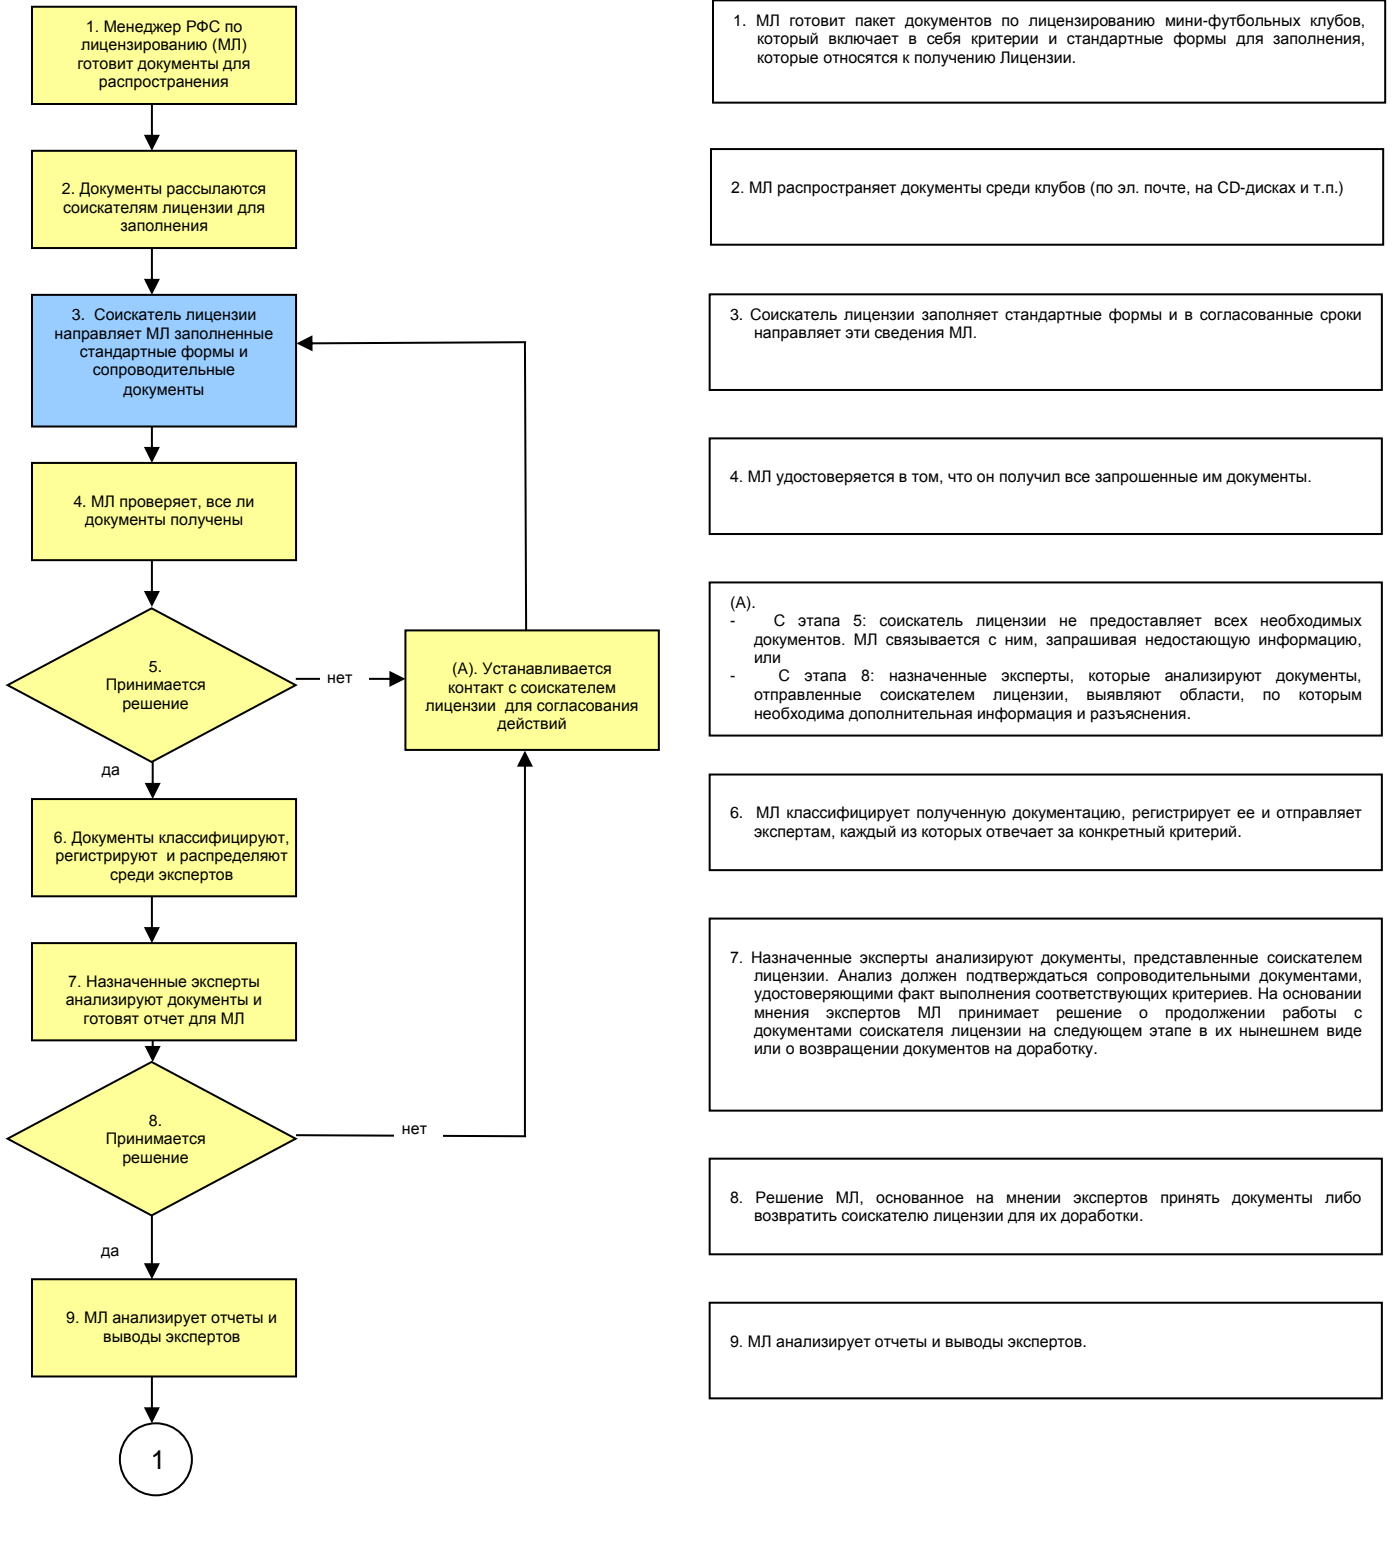 1. Менеджер РФС по
лицензированию (МЛ)
готовит документы для
распространения
2. Документы рассылаются
соискателям лицензии для
заполнения
3. Соискатель лицензии
направляет МЛ заполненные
стандартные формы и
сопроводительные
документы
4. МЛ проверяет, все ли
документы получены
5.
Принимается
решение
нет
(А). Устанавливается
контакт с соискателем
лицензии для согласования
действий
да
6. Документы классифицируют,
регистрируют и распределяют
среди экспертов
7. Назначенные эксперты
анализируют документы и
готовят отчет для МЛ
8.
Принимается
решение
нет
да
9. МЛ анализирует отчеты и
выводы экспертов
1
1. МЛ готовит пакет документов по лицензированию мини-футбольных клубов,
который включает в себя критерии и стандартные формы для заполнения,
которые относятся к получению Лицензии.
2. МЛ распространяет документы среди клубов (по эл. почте, на CD-дисках и т.п.)
3. Соискатель лицензии заполняет стандартные формы и в согласованные сроки
направляет эти сведения МЛ.
4. МЛ удостоверяется в том, что он получил все запрошенные им документы.
(А).
- С этапа 5: соискатель лицензии не предоставляет всех необходимых
документов. МЛ связывается с ним, запрашивая недостающую информацию,
или
- С этапа 8: назначенные эксперты, которые анализируют документы,
отправленные соискателем лицензии, выявляют области, по которым
необходима дополнительная информация и разъяснения.
6. МЛ классифицирует полученную документацию, регистрирует ее и отправляет
экспертам, каждый из которых отвечает за конкретный критерий.
7. Назначенные эксперты анализируют документы, представленные соискателем
лицензии. Анализ должен подтверждаться сопроводительными документами,
удостоверяющими факт выполнения соответствующих критериев. На основании
мнения экспертов МЛ принимает решение о продолжении работы с
документами соискателя лицензии на следующем этапе в их нынешнем виде
или о возвращении документов на доработку.
8. Решение МЛ, основанное на мнении экспертов принять документы либо
возвратить соискателю лицензии для их доработки.
9. МЛ анализирует отчеты и выводы экспертов.